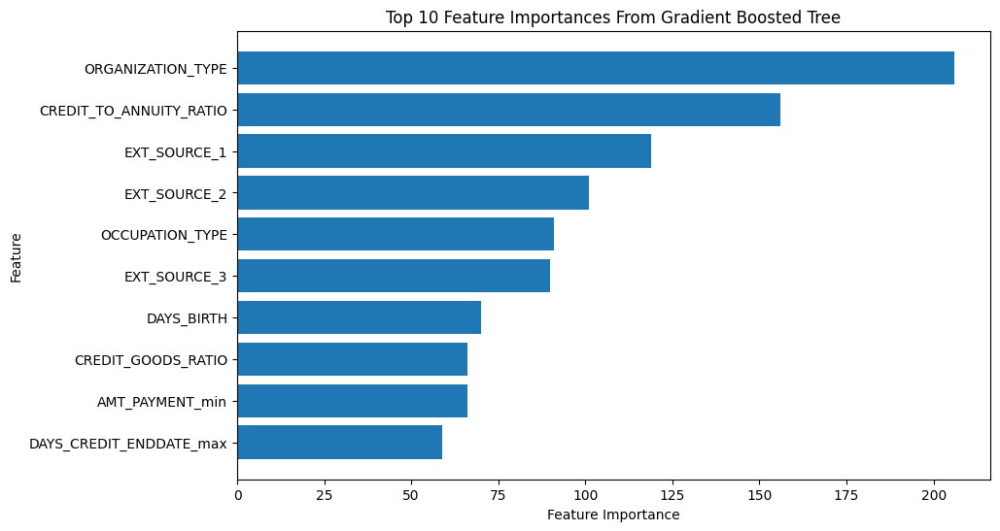 Top 10 Feature Importances From Gradient Boosted Tree
Feature
ORGANIZATION_TYPE
CREDIT_TO_ANNUITY_RATIO
EXT_SOURCE_1
EXT_SOURCE_2
OCCUPATION_TYPE
EXT_SOURCE_3
DAYS_BIRTH
CREDIT_GOODS_RATIO
AMT_PAYMENT_min
DAYS_CREDIT_ENDDATE_max
0 25 50 75 100 125 150 175 200
Feature Importance